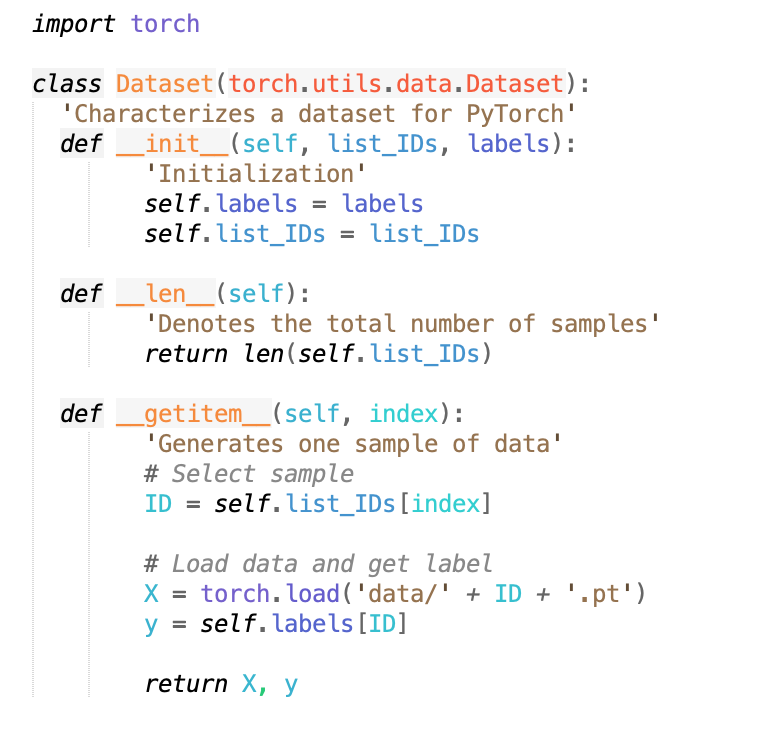 import torch

class Dataset(torch.utils.data.Dataset):
  'Characterizes a dataset for PyTorch'
  def __init__(self, list_IDs, labels):
        'Initialization'
        self.labels = labels
        self.list_IDs = list_IDs

  def __len__(self):
        'Denotes the total number of samples'
        return len(self.list_IDs)

  def __getitem__(self, index):
        'Generates one sample of data'
        # Select sample
        ID = self.list_IDs[index]

        # Load data and get label
        X = torch.load('data/' + ID + '.pt')
        y = self.labels[ID]

        return X, y